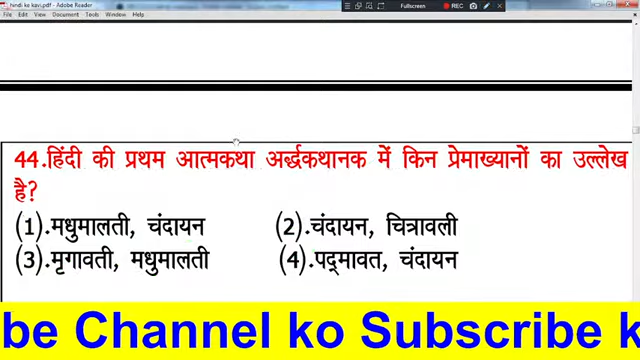 hindi ke kavi.pdf - Adobe Reader
Fullscreen
REC
File Edit View Document Tools Window Help
44.हिंदी की प्रथम आत्मकथा अर्द्धकथानक में किन प्रेमाख्यानों का उल्लेख
है?
(1).मधुमालती, चंदायन (2).चंदायन, चित्रावली
(3).मृगावती, मधुमालती (4).पद्मावत, चंदायन
be Channel ko Subscribe k